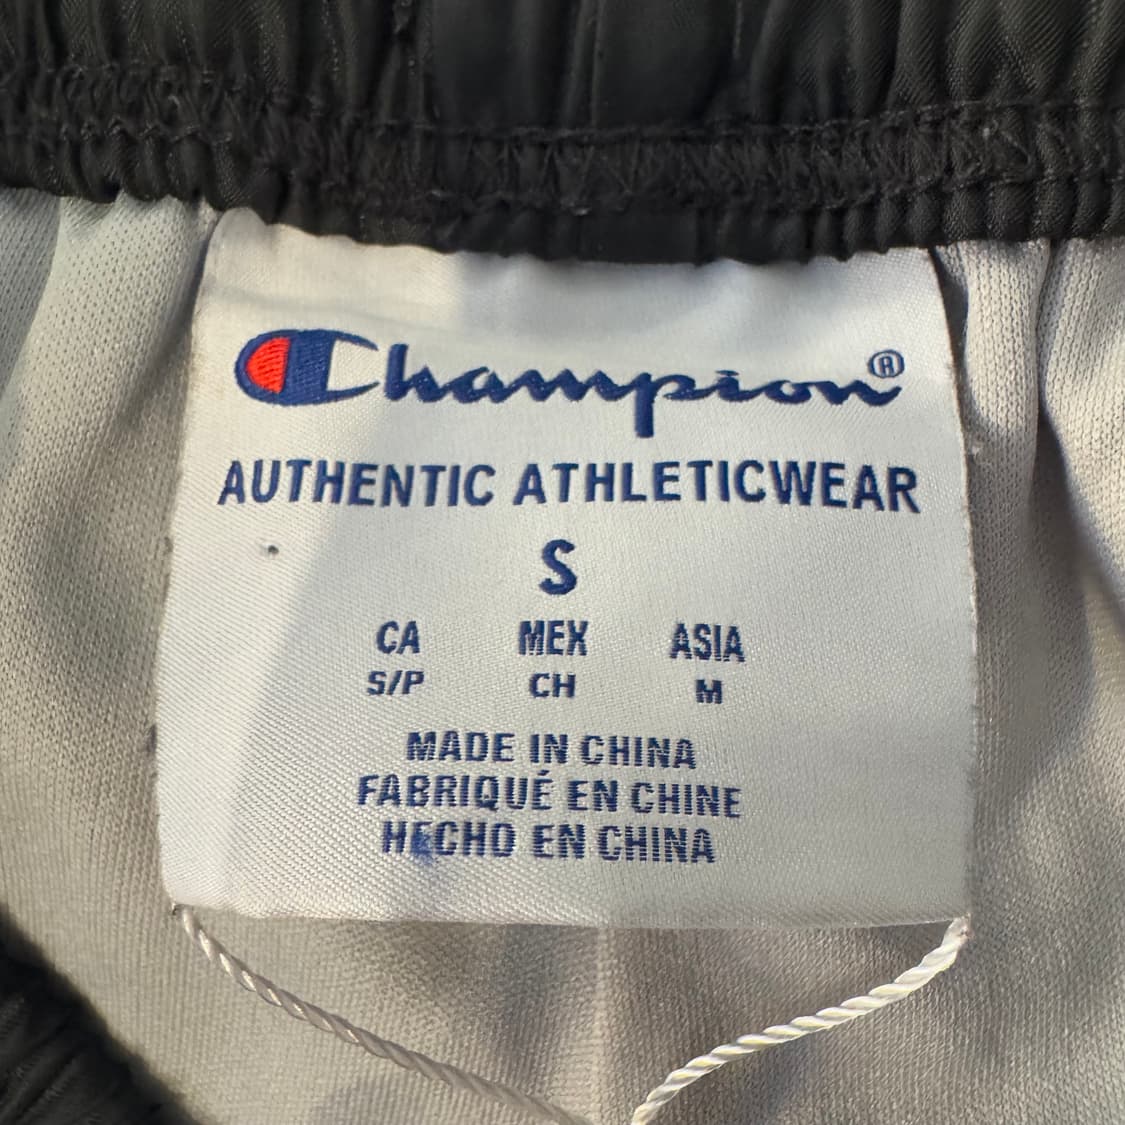 Champion®
AUTHENTIC ATHLETICWEAR
S
CA MEX ASIA
S/P CH M
MADE IN CHINA
FABRIQUÉ EN CHINE
HECHO EN CHINA